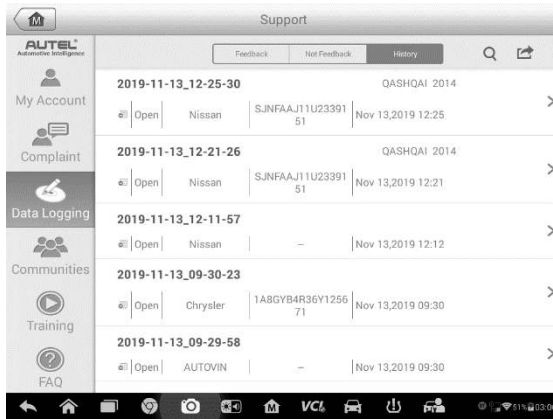 Support
AUTEL
Automotive Intelligence
Feedback
Not Feedback
History
My Account
Complaint
Data Logging
Communities
Training
FAQ
2019-11-13_12-25-30
QASHQAI 2014
Open
Nissan
SJNFAAJ11U23391
51
Nov 13,2019 12:25
2019-11-13_12-21-26
QASHQAI 2014
Open
Nissan
SJNFAAJ11U23391
51
Nov 13,2019 12:21
2019-11-13_12-11-57
Open
Nissan
–
Nov 13,2019 12:12
2019-11-13_09-30-23
Open
Chrysler
1A8GYB4R36Y1256
71
Nov 13,2019 09:30
2019-11-13_09-29-58
Open
AUTOVIN
–
Nov 13,2019 09:30
M
VCI
51%